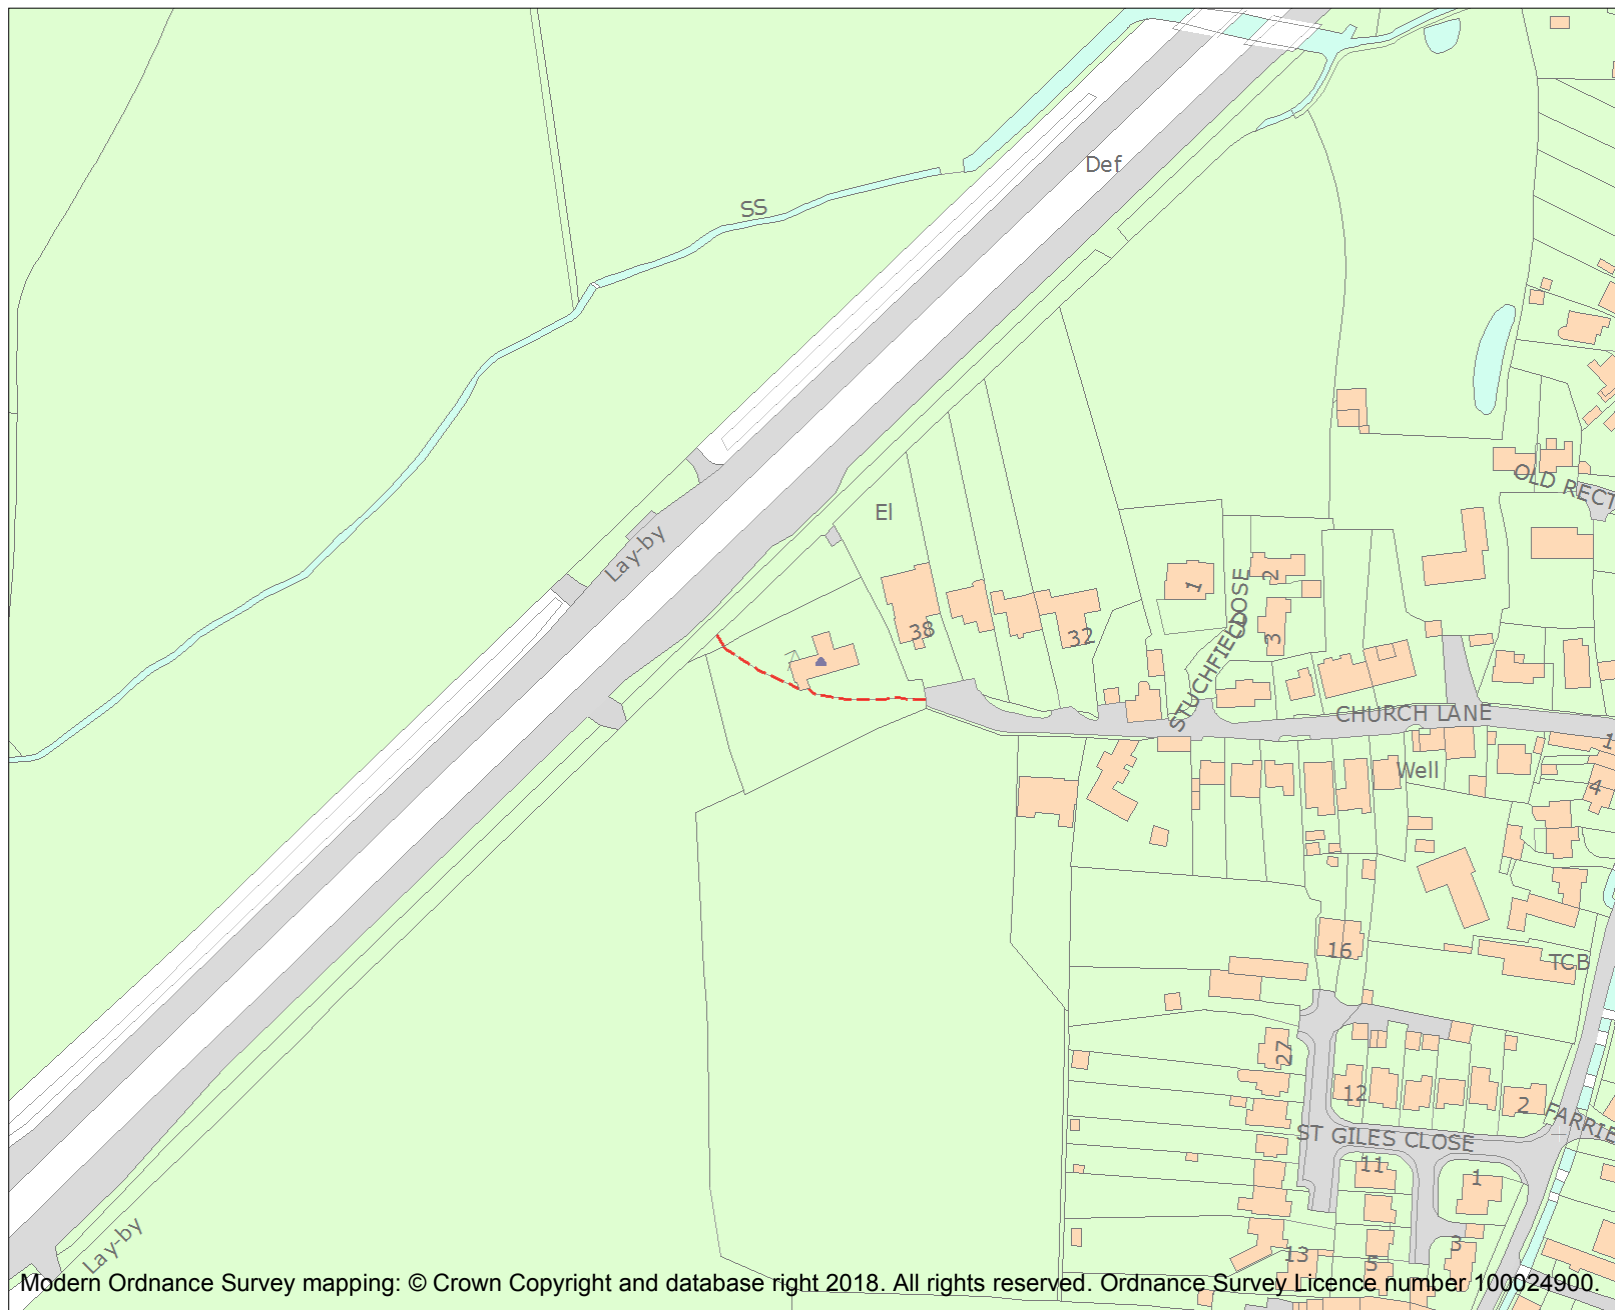 Def
SS
OLD RECT
El
Lay-by
1
2
STUCHFIELD
CLOSE
3
38
32
CHURCH LANE
1
Well
4
16
TCB
27
12
2
FARRIE
ST GILES CLOSE
11
1
Lay-by
3
13
5
Modern Ordnance Survey mapping: © Crown Copyright and database right 2018. All rights reserved. Ordnance Survey Licence number 100024900.